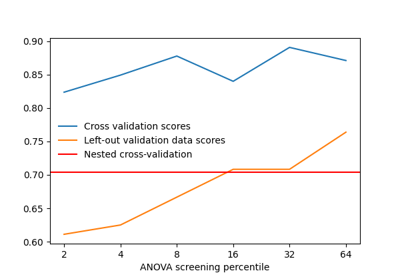 0.90
0.85
0.80
0.75
0.70
0.65
0.60
Cross validation scores
Left-out validation data scores
Nested cross-validation
2 4 8 16 32 64
ANOVA screening percentile